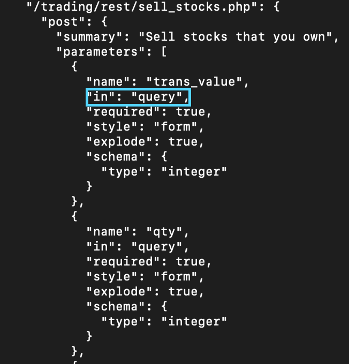 "/trading/rest/sell_stocks.php": {
"post": {
"summary": "Sell stocks that you own",
"parameters": [
{
"name": "trans_value",
"in": "query",
"required": true,
"style": "form",
"explode": true,
"schema": {
"type": "integer"
}
},
{
"name": "qty",
"in": "query",
"required": true,
"style": "form",
"explode": true,
"schema": {
"type": "integer"
}
},